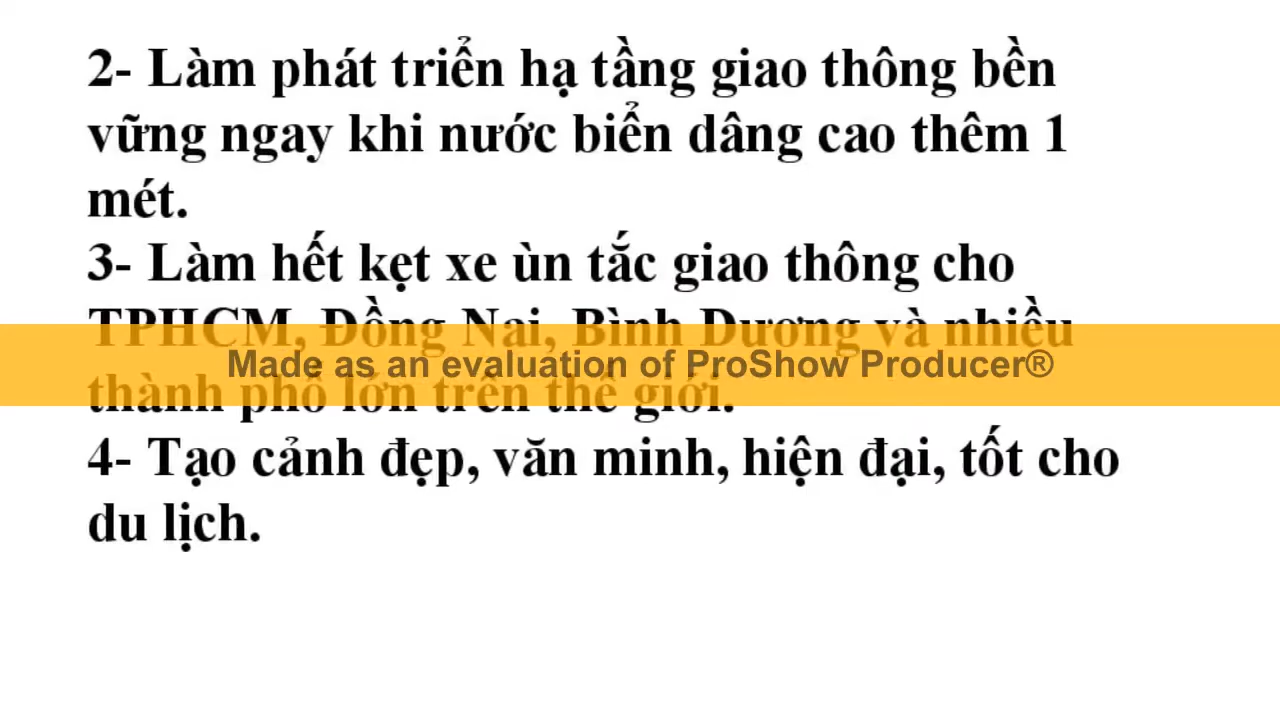 2- Làm phát triển hạ tầng giao thông bền
vững ngay khi nước biển dâng cao thêm 1
mét.
3- Làm hết kẹt xe ùn tắc giao thông cho
TPHCM, Đồng Nai, Bình Dương và nhiều
Made as an evaluation of ProShow Producer®
thành phố lớn trên thế giới.
4- Tạo cảnh đẹp, văn minh, hiện đại, tốt cho
du lịch.